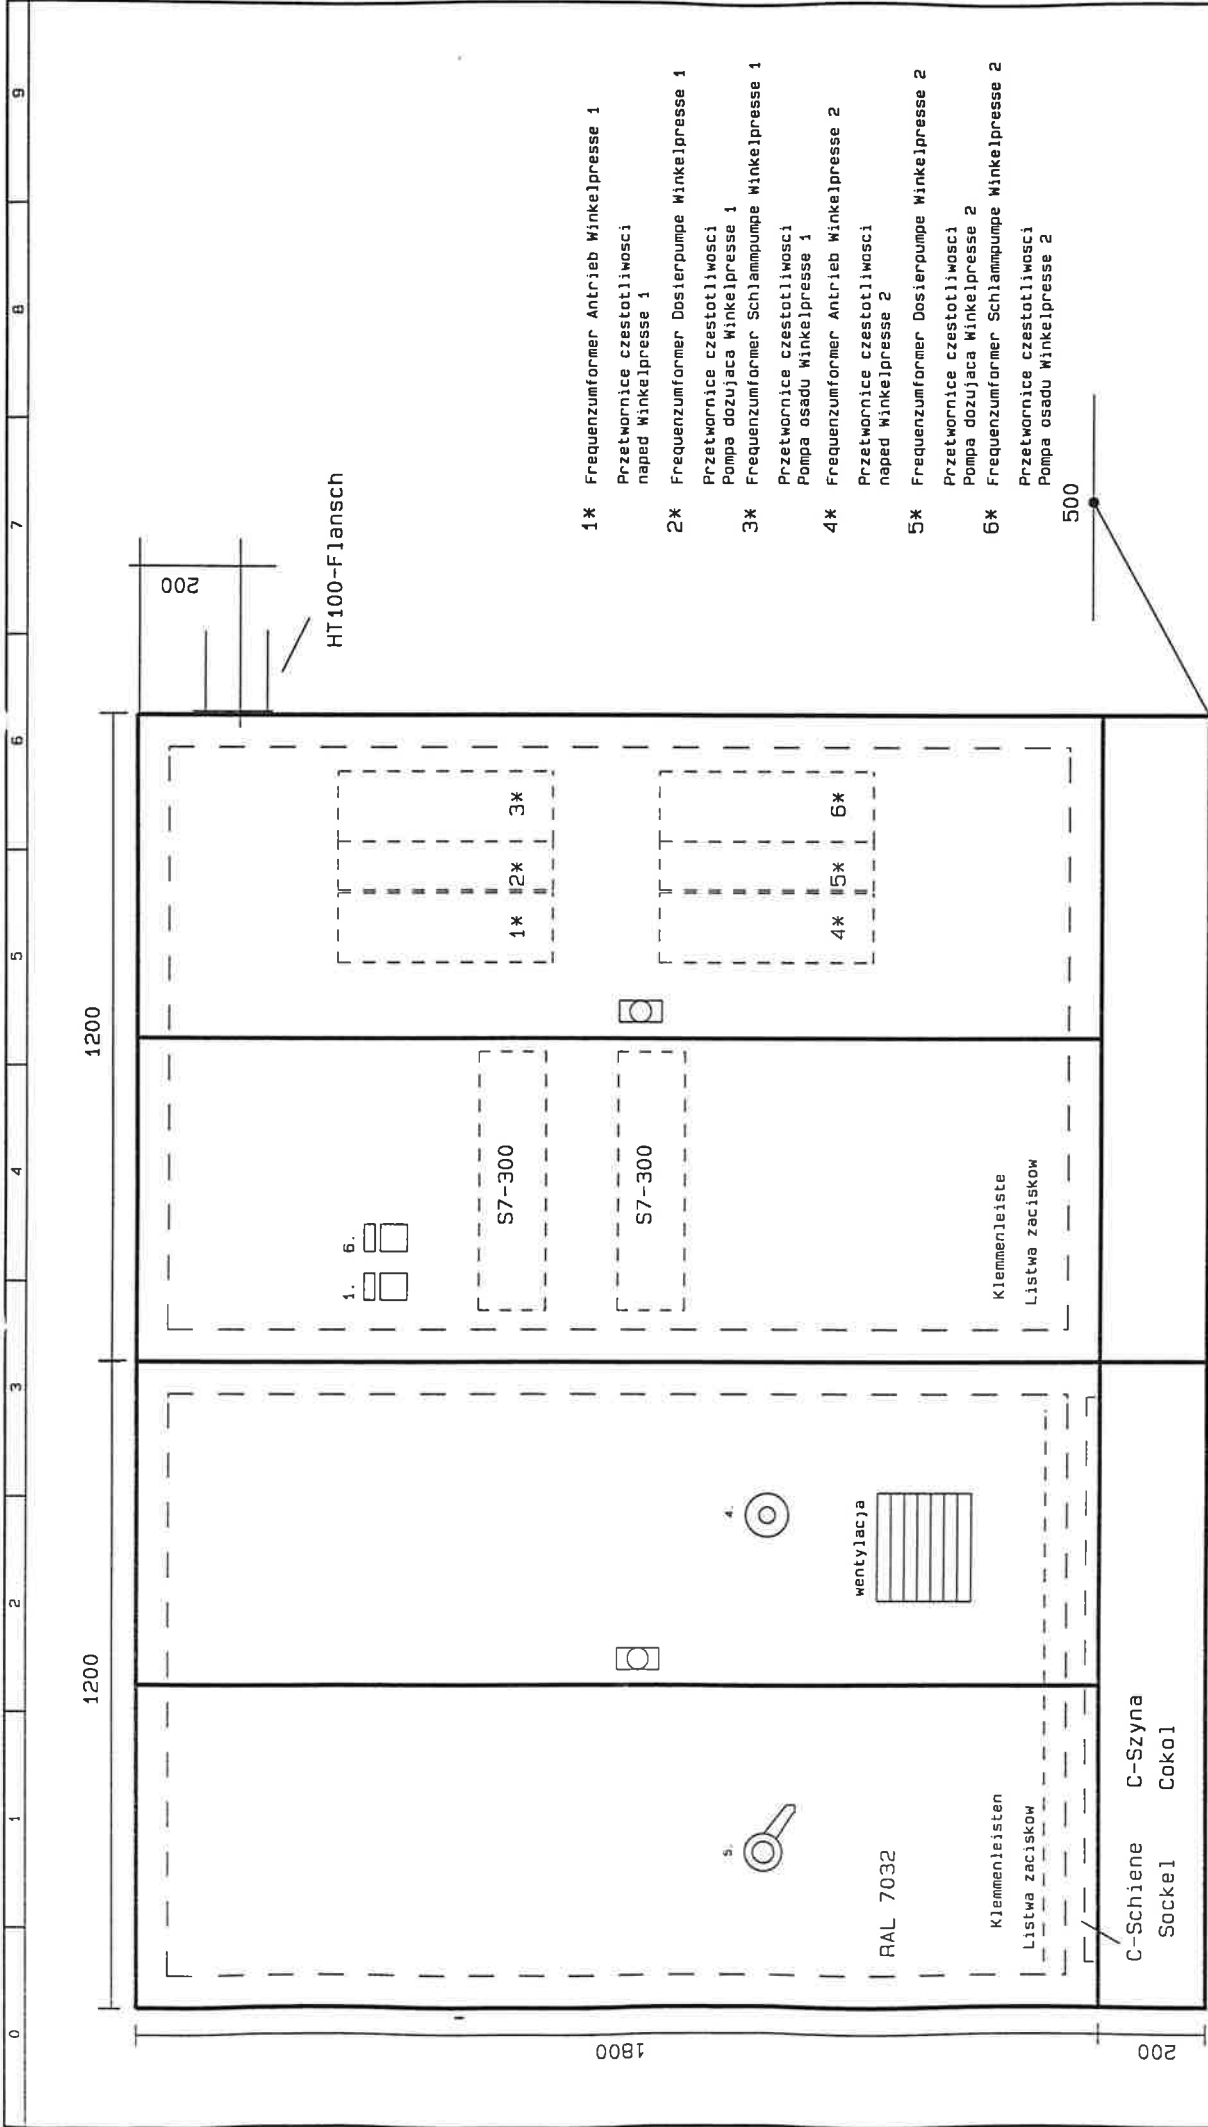 0 1 2 3 4 5 6 7 8 9
1200
1200
200
HT100-Flansch
1800
200
1. 6.
S7-300
S7-300
Klemmenleiste
Listwa zaciskow
1* 2* 3*
4* 5* 6*
5.
4.
wentylacja
RAL 7032
Klemmenleisten
Listwa zaciskow
C-Schiene C-Szyna
Sockel Cokol
1* Frequenzumformer Antrieb Winkelpresse 1
Przetwornice czestotliwosci
naped Winkelpresse 1
2* Frequenzumformer Dosierpumpe Winkelpresse 1
Przetwornice czestotliwosci
Pompa dozujaca Winkelpresse 1
3* Frequenzumformer Schlammpumpe Winkelpresse 1
Przetwornice czestotliwosci
Pompa osadu Winkelpresse 1
4* Frequenzumformer Antrieb Winkelpresse 2
Przetwornice czestotliwosci
naped Winkelpresse 2
5* Frequenzumformer Dosierpumpe Winkelpresse 2
Przetwornice czestotliwosci
Pompa dozujaca Winkelpresse 2
6* Frequenzumformer Schlammpumpe Winkelpresse 2
Przetwornice czestotliwosci
Pompa osadu Winkelpresse 2
500